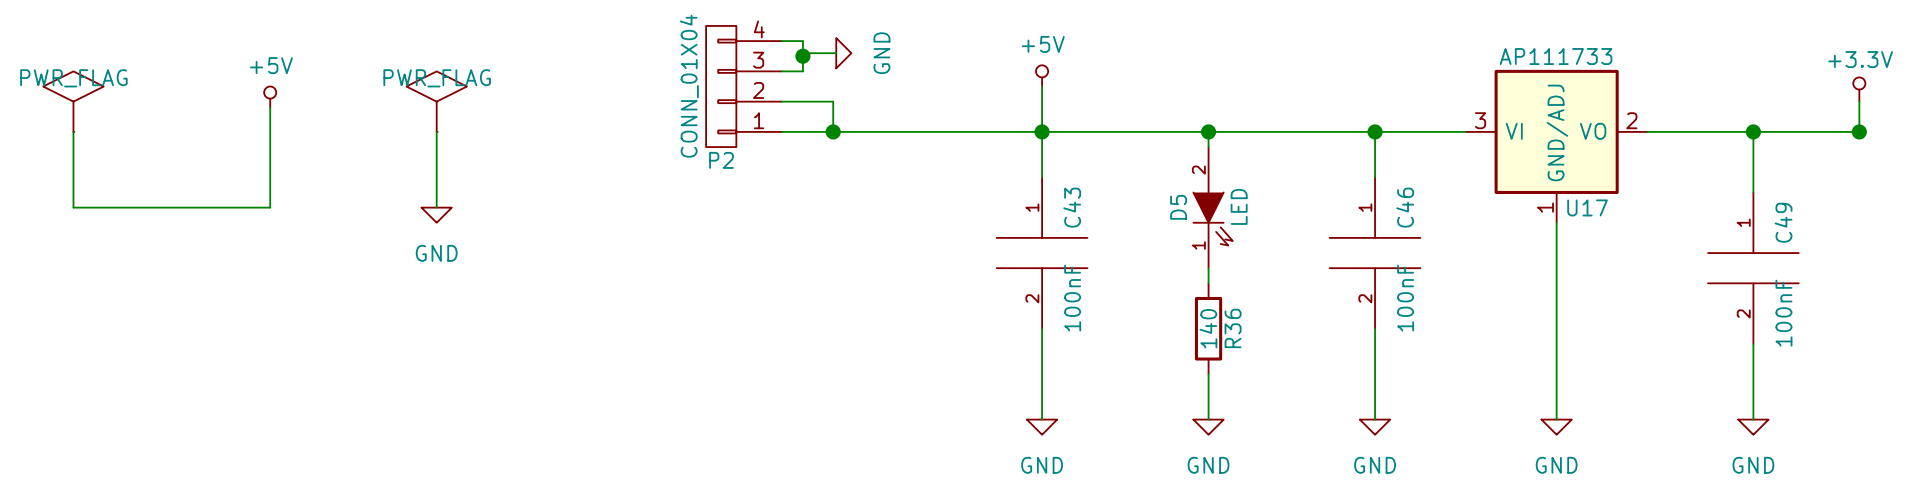 PWR_FLAG
+5V
PWR_FLAG
GND
CONN_01X04
4
3
2
1
P2
GND
+5V
1
2
C43
100nF
GND
2
D5
LED
1
140
R36
GND
1
2
C46
100nF
GND
AP111733
3
VI
GND/ADJ
VO
2
1
U17
GND
+3.3V
1
2
C49
100nF
GND